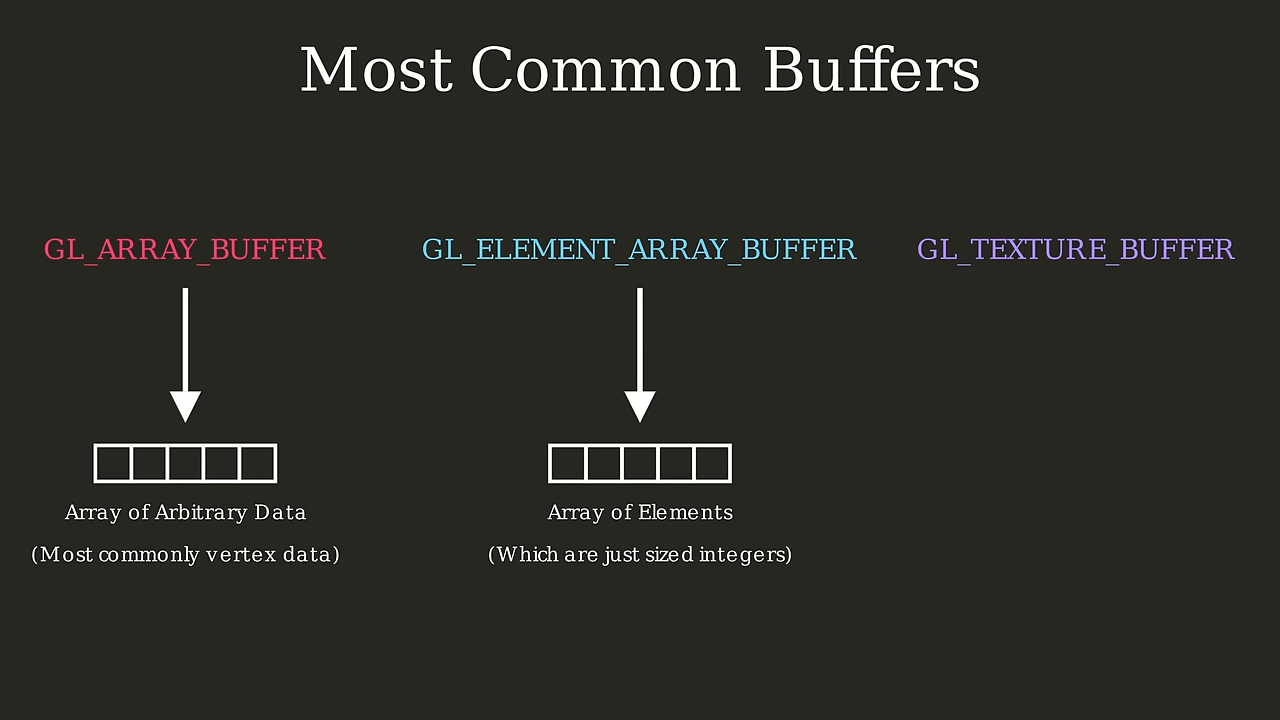 Most Common Buffers
GL_ARRAY_BUFFER
GL_ELEMENT_ARRAY_BUFFER
GL_TEXTURE_BUFFER
Array of Arbitrary Data
(Most commonly vertex data)
Array of Elements
(Which are just sized integers)